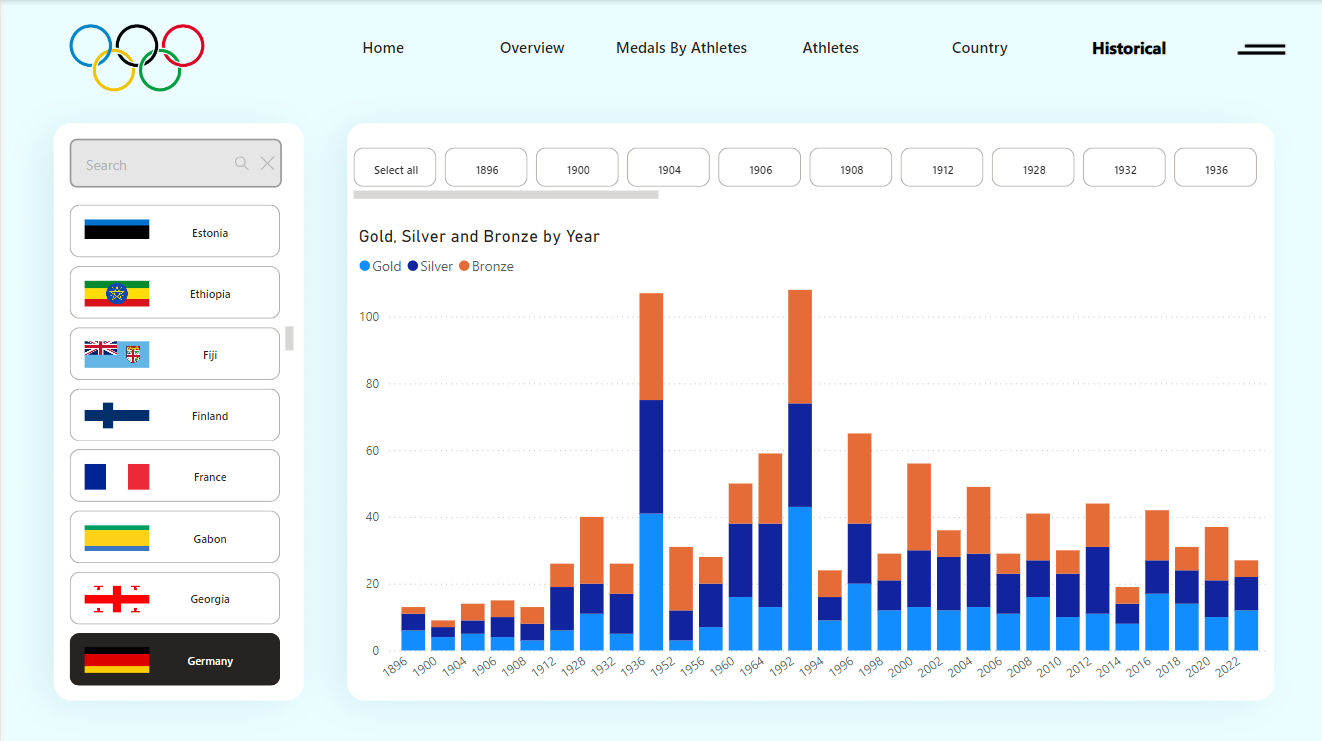 Home Overview Medals By Athletes Athletes Country Historical
Search
Estonia
Ethiopia
Fiji
Finland
France
Gabon
Georgia
Germany
Select all 1896 1900 1904 1906 1908 1912 1928 1932 1936
Gold, Silver and Bronze by Year
Gold Silver Bronze
100
80
60
40
20
0
1896 1900 1904 1906 1908 1912 1928 1932 1936 1952 1956 1960 1964 1992 1994 1996 1998 2000 2002 2004 2006 2008 2010 2012 2014 2016 2018 2020 2022